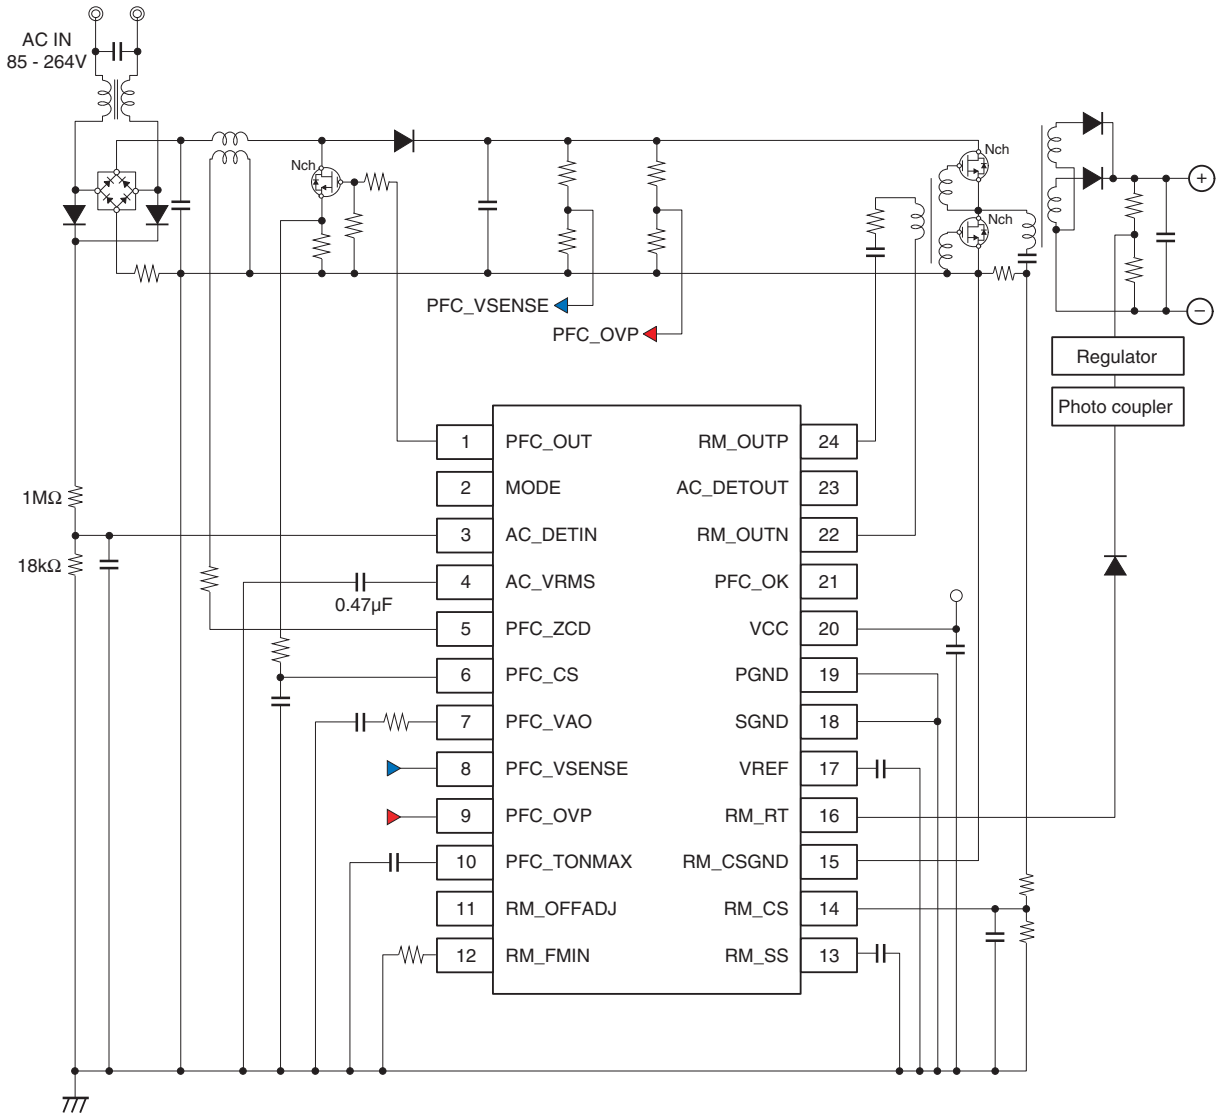 AC IN
85 - 264V
Nch
Nch
Nch
+
−
PFC_VSENSE
PFC_OVP
Regulator
Photo coupler
1MΩ
18kΩ
0.47µF
1 PFC_OUT
2 MODE
3 AC_DETIN
4 AC_VRMS
5 PFC_ZCD
6 PFC_CS
7 PFC_VAO
8 PFC_VSENSE
9 PFC_OVP
10 PFC_TONMAX
11 RM_OFFADJ
12 RM_FMIN
RM_OUTP 24
AC_DETOUT 23
RM_OUTN 22
PFC_OK 21
VCC 20
PGND 19
SGND 18
VREF 17
RM_RT 16
RM_CSGND 15
RM_CS 14
RM_SS 13